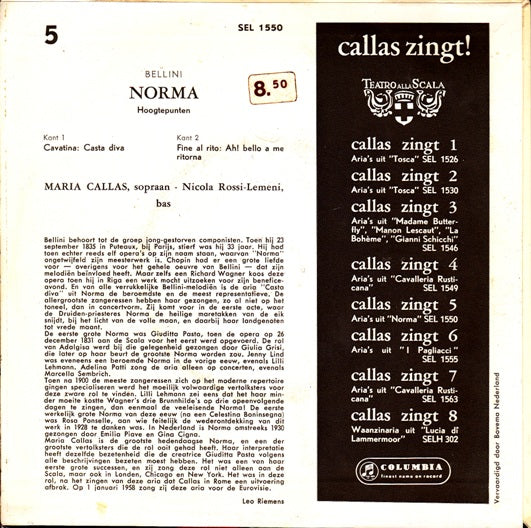 5
SEL 1550
BELLINI
NORMA
Hoogtepunten
8.50
Kant 1
Cavatina: Casta diva
Kant 2
Fine al rito: Ah! bello a me
ritorna
MARIA CALLAS, sopraan - Nicola Rossi-Lemeni,
bas
Bellini behoort tot de groep jong-gestorven componisten. Toen hij 23
september 1835 in Puteaux, bij Parijs, stierf was hij 33 jaar. Hij had
toen echter reeds elf opera's op zijn naam staan, waarvan "Norma"
ongetwijfeld zijn meesterwerk is. Chopin had er een grote liefde
voor — overigens voor het gehele oeuvre van Bellini — dat zijn
melodieën beïnvloed heeft. Maar zelfs een Richard Wagner koos deze
opera toen hij in Riga een werk mocht uitzoeken voor zijn benefice-
avond. En van alle verrukkelijke Bellini-melodieën is de aria "Casta
diva" uit Norma de beroemdste en de meest representatieve. De
allergrootste zangeressen hebben haar gezongen, zo al niet op het
toneel, dan in concertvorm. Zij komt voor in de eerste acte, waar
de Druïden-priesteres Norma de heilige maretakken van de eik
snijdt, bij het licht van de volle maan, en daarbij haar landgenoten
tot vrede maant.
De eerste grote Norma was Giuditta Pasta, toen de opera op 26
december 1831 aan de Scala voor het eerst werd opgevoerd. De rol
van Adalgisa werd bij die gelegenheid gezongen door Giulia Grisi,
die later op haar beurt de grootste Norma worden zou. Jenny Lind
was eveneens een beroemde Norma in de vorige eeuw, evenals Lilli
Lehmann, Adelina Patti zong de aria alleen op concerten, evenals
Marcella Sembrich.
Toen na 1900 de meeste zangeressen zich op het moderne repertoire
gingen specialiseren werd het moeilijk volwaardige vertolksters voor
deze zware rol te vinden. Lilli Lehmann zei eens dat het haar min-
der moeite kostte Wagner's drie Brunnhilde's op drie opeenvolgende
dagen te zingen, dan eenmaal de veeleisende Norma! De eerste
werkelijk grote Norma van deze eeuw (na een Celestina Boninsegna)
was Rosa Ponselle, aan wie feitelijk de wederontdekking van dit
werk in 1928 te danken was. In Nederland is Norma omstreeks 1930
gezongen door Emilia Piave en Gina Cigna.
Maria Callas is de grootste hedendaagse Norma, en een der
grootste vertolksters die de rol ooit gehad heeft. Haar interpretatie
heeft dezelfde bezetenheid die de creatrice Giuditta Pasta volgens
alle beschrijvingen bezeten moet hebben. Het was een van haar
eerste grote successen, en zij zong deze rol niet alleen aan de
Scala, maar ook in Londen, Chicago en New York. Het was in deze
rol, na het zingen van deze aria dat Callas in Rome een uitvoering
afbrak. Op 1 januari 1958 zong zij deze aria voor de Eurovisie.
Leo Riemens
callas zingt!
TEATRO ALLA SCALA
callas zingt 1
Aria's uit "Tosca" SEL 1526
callas zingt 2
Aria's uit "Tosca" SEL 1530
callas zingt 3
Aria's uit "Madame Butter-
fly", "Manon Lescaut", "La
Bohème", "Gianni Schicchi"
SEL 1546
callas zingt 4
Aria's uit "Cavalleria Rusti-
cana" SEL 1549
callas zingt 5
Aria's uit "Norma" SEL 1550
callas zingt 6
Aria's uit "I Pagliacci"
SEL 1555
callas zingt 7
Aria's uit "Cavalleria Rusti-
cana" SEL 1563
callas zingt 8
Waanzinaria uit "Lucia di
Lammermoor" SELH 302
COLUMBIA
finest name on record
Vervaardigd door Bovema Nederland